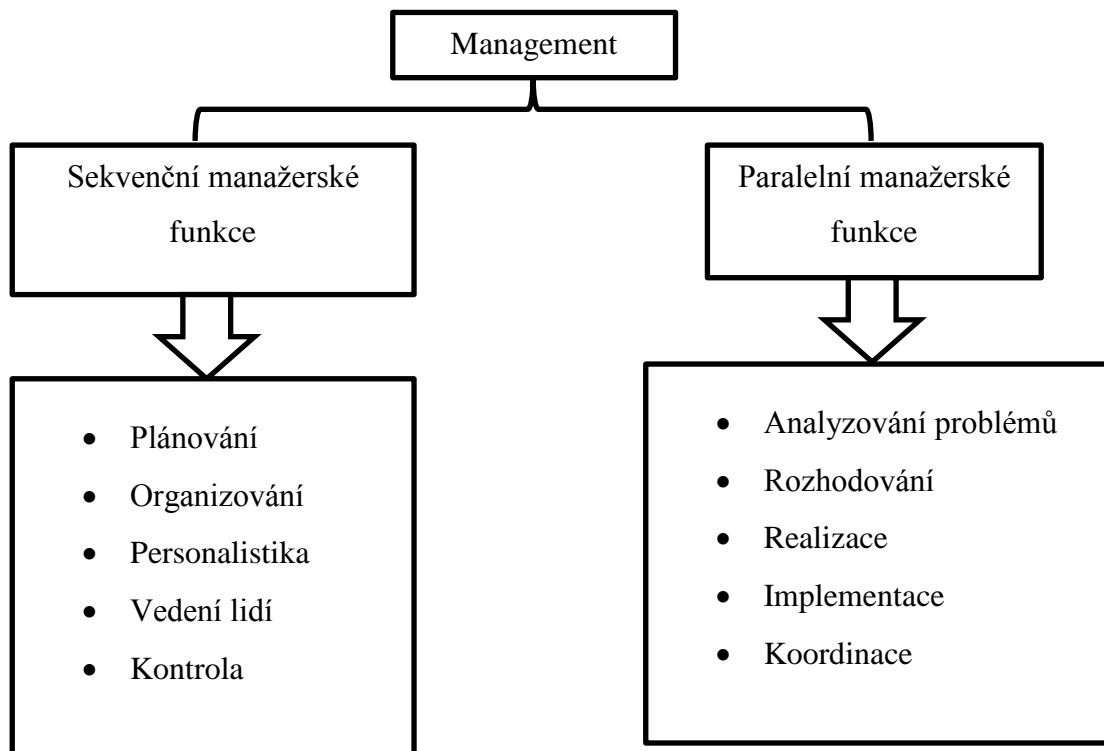 Management
Sekvenční manažerské
funkce
• Plánování
• Organizování
• Personalistika
• Vedení lidí
• Kontrola
Paralelní manažerské
funkce
• Analyzování problémů
• Rozhodování
• Realizace
• Implementace
• Koordinace